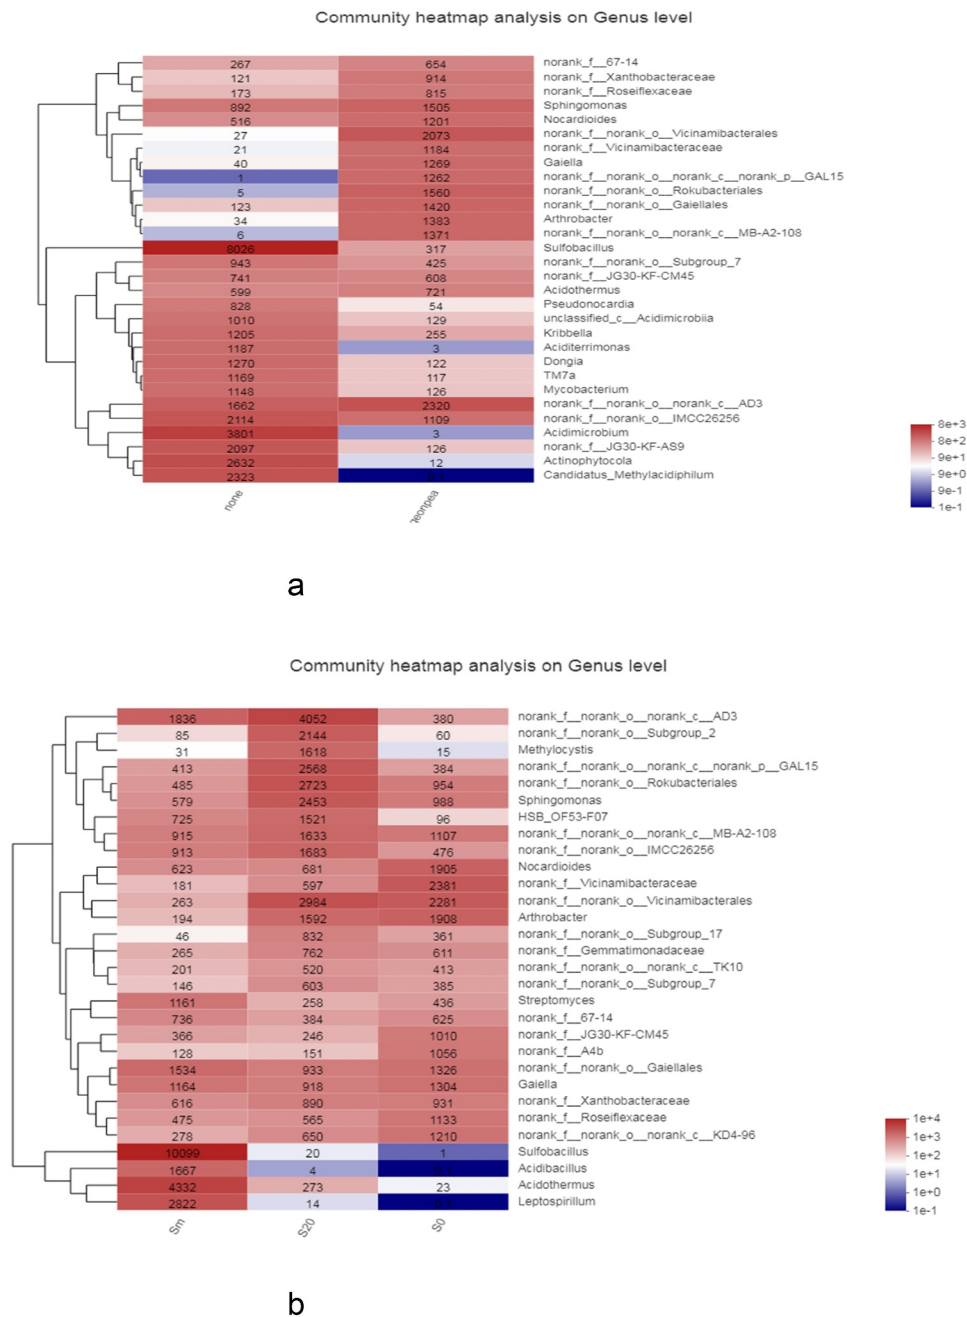 Community heatmap analysis on Genus level
267 654 norank_f__67-14
121 914 norank_f__Xanthobacteraceae
173 815 norank_f__Roseiflexaceae
892 1505 Sphingomonas
516 1201 Nocardioides
27 2073 norank_f__norank_o__Vicinamibacterales
21 1184 norank_f__Vicinamibacteraceae
40 1269 Gaiella
1 1262 norank_f__norank_o__norank_c__norank_p__GAL15
5 1560 norank_f__norank_o__Rokubacteriales
123 1420 norank_f__norank_o__Gaiellales
34 1383 Arthrobacter
6 1371 norank_f__norank_o__norank_c__MB-A2-108
8026 317 Sulfobacillus
943 425 norank_f__norank_o__Subgroup_7
741 608 norank_f__JG30-KF-CM45
599 721 Acidothermus
828 54 Pseudonocardia
1010 129 unclassified_c__Acidimicrobiia
1205 255 Kribbella
1187 3 Aciditerrimonas
1270 122 Dongia
1169 117 TM7a
1148 126 Mycobacterium
1662 2320 norank_f__norank_o__norank_c__AD3
2114 1109 norank_f__norank_o__IMCC26256
3801 3 Acidimicrobium
2097 126 norank_f__JG30-KF-AS9
2632 12 Actinophytocola
2323 Candidatus_Methylacidiphilum
8e+3
8e+2
9e+1
9e+0
9e-1
1e-1
none eonpea
a
Community heatmap analysis on Genus level
1836 4052 380 norank_f__norank_o__norank_c__AD3
85 2144 60 norank_f__norank_o__Subgroup_2
31 1618 15 Methylocystis
413 2568 384 norank_f__norank_o__norank_c__norank_p__GAL15
485 2723 954 norank_f__norank_o__Rokubacteriales
579 2453 988 Sphingomonas
725 1521 96 HSB_OF53-F07
915 1633 1107 norank_f__norank_o__norank_c__MB-A2-108
913 1683 476 norank_f__norank_o__IMCC26256
623 681 1905 Nocardioides
181 597 2381 norank_f__Vicinamibacteraceae
263 2984 2281 norank_f__norank_o__Vicinamibacterales
194 1592 1908 Arthrobacter
46 832 361 norank_f__norank_o__Subgroup_17
265 762 611 norank_f__Gemmatimonadaceae
201 520 413 norank_f__norank_o__norank_c__TK10
146 603 385 norank_f__norank_o__Subgroup_7
1161 258 436 Streptomyces
736 384 625 norank_f__67-14
366 246 1010 norank_f__JG30-KF-CM45
128 151 1056 norank_f__A4b
1534 933 1326 norank_f__norank_o__Gaiellales
1164 918 1304 Gaiella
616 890 931 norank_f__Xanthobacteraceae
475 565 1133 norank_f__Roseiflexaceae
278 650 1210 norank_f__norank_o__norank_c__KD4-96
10099 20 1 Sulfobacillus
1667 4 Acidibacillus
4332 273 23 Acidothermus
2822 14 Leptospirillum
1e+4
1e+3
1e+2
1e+1
1e+0
1e-1
Sm S20 S0
b